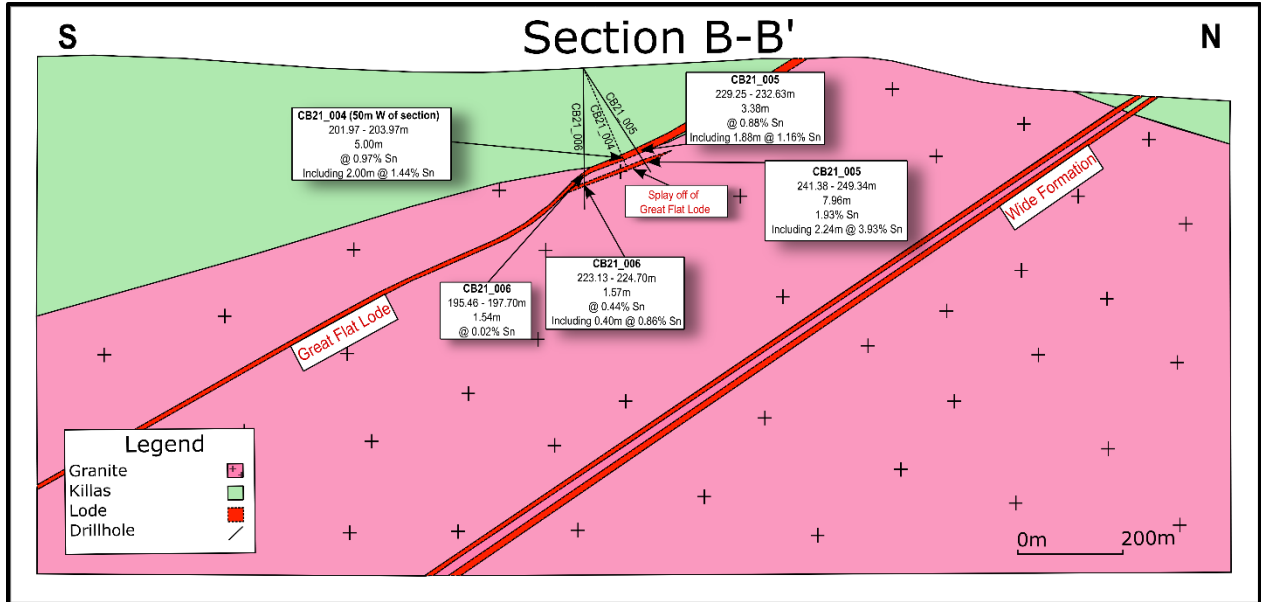 Section B-B'
S
N
CB21_005
229.25 - 232.63m
3.38m
@ 0.88% Sn
Including 1.88m @ 1.16% Sn
CB21_004 (50m W of section)
201.97 - 203.97m
5.00m
@ 0.97% Sn
Including 2.00m @ 1.44% Sn
CB21_005
CB21_004
CB21_006
CB21_005
241.38 - 249.34m
7.96m
1.93% Sn
Including 2.24m @ 3.93% Sn
Splay off of
Great Flat Lode
Wide Formation
CB21_006
223.13 - 224.70m
1.57m
@ 0.44% Sn
Including 0.40m @ 0.86% Sn
CB21_006
195.46 - 197.70m
1.54m
@ 0.02% Sn
Great Flat Lode
Legend
Granite
Killas
Lode
Drillhole
0m
200m